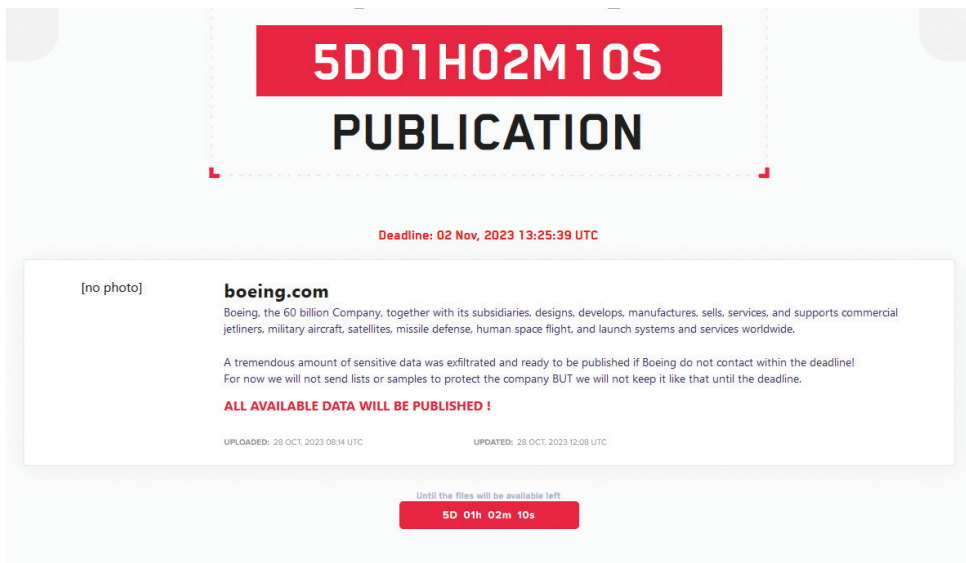 5D01H02M10S
PUBLICATION
Deadline: 02 Nov, 2023 13:25:39 UTC
[no photo]
boeing.com
Boeing, the 60 billion Company, together with its subsidiaries, designs, develops, manufactures, sells, services, and supports commercial
jetliners, military aircraft, satellites, missile defense, human space flight, and launch systems and services worldwide.
A tremendous amount of sensitive data was exfiltrated and ready to be published if Boeing do not contact within the deadline!
For now we will not send lists or samples to protect the company BUT we will not keep it like that until the deadline.
ALL AVAILABLE DATA WILL BE PUBLISHED !
UPLOADED: 28 OCT, 2023 08:14 UTC
UPDATED: 28 OCT, 2023 12:08 UTC
Until the files will be available left
5D 01h 02m 10s